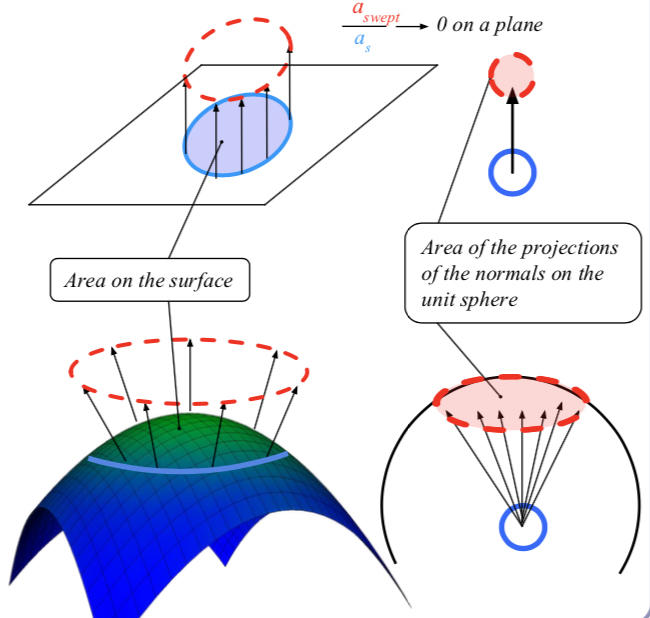 a_swept
a_s
0 on a plane
Area on the surface
Area of the projections
of the normals on the
unit sphere